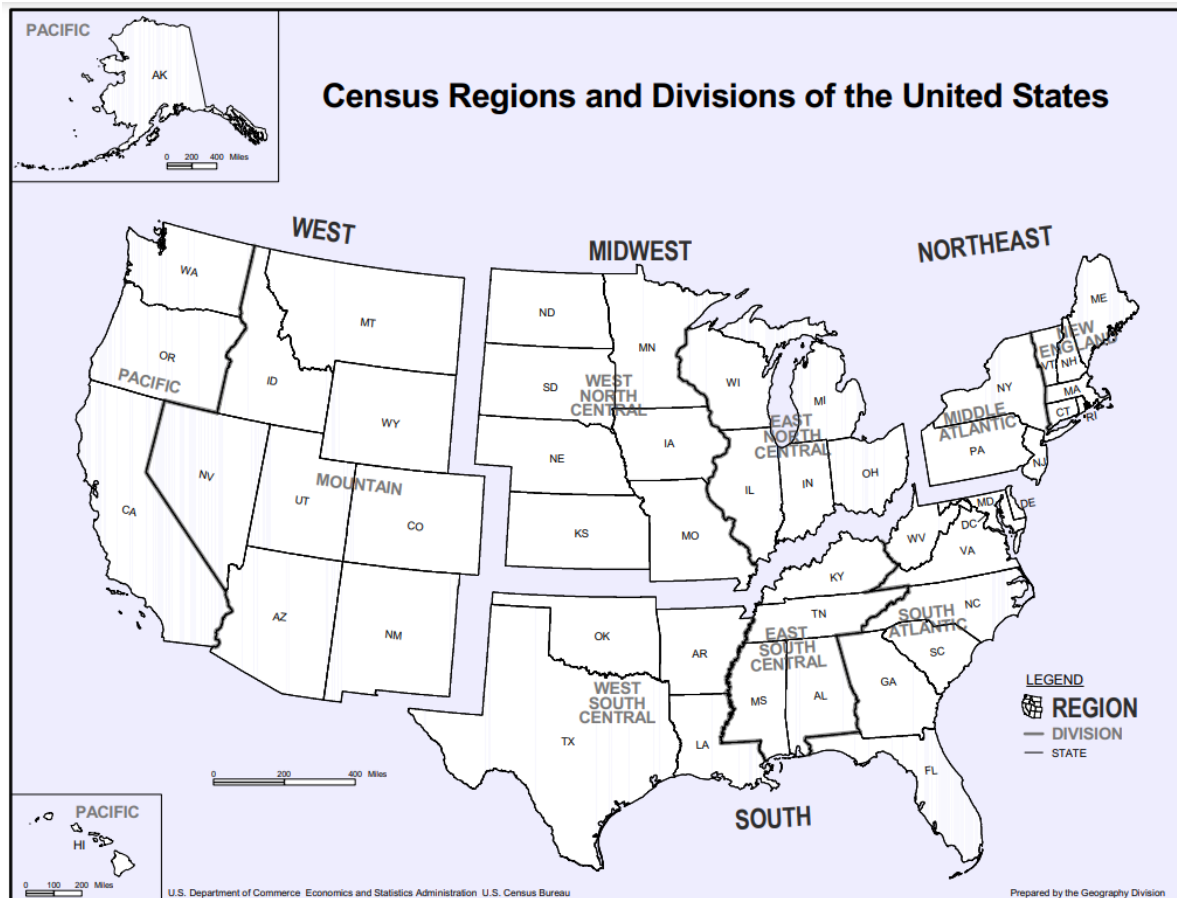 PACIFIC
AK
0 200 400 Miles
Census Regions and Divisions of the United States
WEST
MIDWEST
NORTHEAST
WA
MT
OR
ID
PACIFIC
WY
NV
UT
MOUNTAIN
CO
CA
AZ
NM
ND
MN
SD
WEST
NORTH
CENTRAL
NE
IA
KS
MO
WI
MI
EAST
NORTH
CENTRAL
IL
IN
OH
ME
NEW
ENGLAND
VT
NH
NY
MA
CT
RI
MIDDLE
ATLANTIC
PA
NJ
MD
DE
DC
WV
VA
KY
TN
NC
SOUTH
ATLANTIC
SC
EAST
SOUTH
CENTRAL
GA
MS
AL
FL
OK
AR
WEST
SOUTH
CENTRAL
TX
LA
SOUTH
LEGEND
REGION
DIVISION
STATE
0 200 400 Miles
PACIFIC
HI
0 100 200 Miles
U.S. Department of Commerce Economics and Statistics Administration U.S. Census Bureau
Prepared by the Geography Division